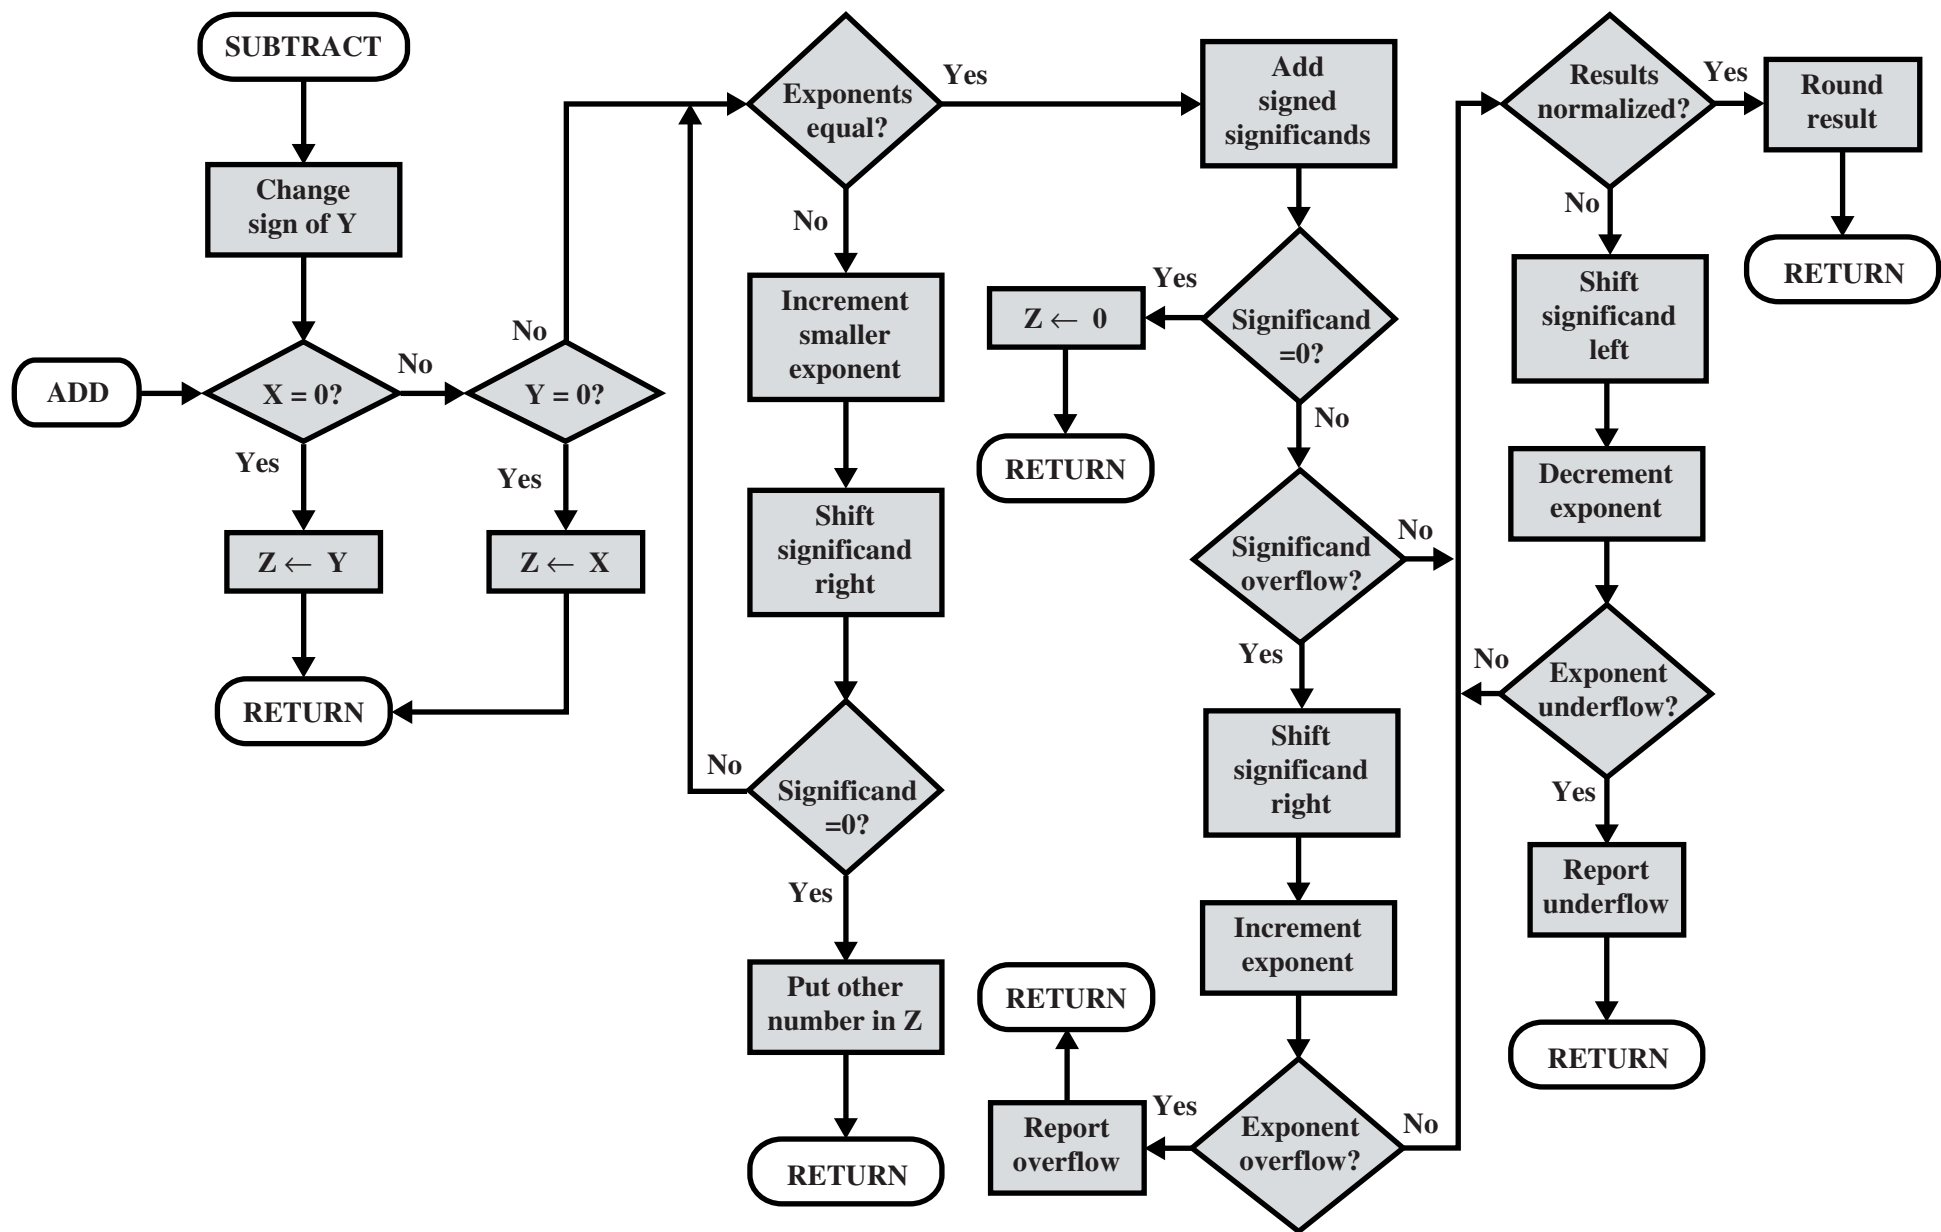 SUBTRACT
Change
sign of Y
ADD
X = 0?
No
Yes
Z ← Y
RETURN
Y = 0?
No
Yes
Z ← X
Exponents
equal?
Yes
No
Increment
smaller
exponent
Shift
significand
right
Significand
=0?
No
Yes
Put other
number in Z
RETURN
Add
signed
significands
Significand
=0?
Yes
Z ← 0
RETURN
No
Significand
overflow?
No
Yes
Shift
significand
right
Increment
exponent
Exponent
overflow?
Yes
Report
overflow
RETURN
No
Results
normalized?
Yes
Round
result
RETURN
No
Shift
significand
left
Decrement
exponent
Exponent
underflow?
No
Yes
Report
underflow
RETURN